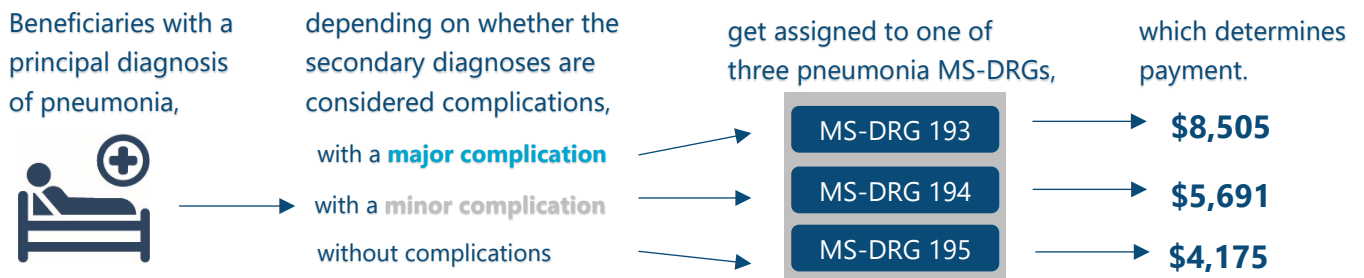 Beneficiaries with a
principal diagnosis
of pneumonia,
depending on whether the
secondary diagnoses are
considered complications,
with a major complication
with a minor complication
without complications
get assigned to one of
three pneumonia MS-DRGs,
MS-DRG 193
MS-DRG 194
MS-DRG 195
which determines
payment.
$8,505
$5,691
$4,175